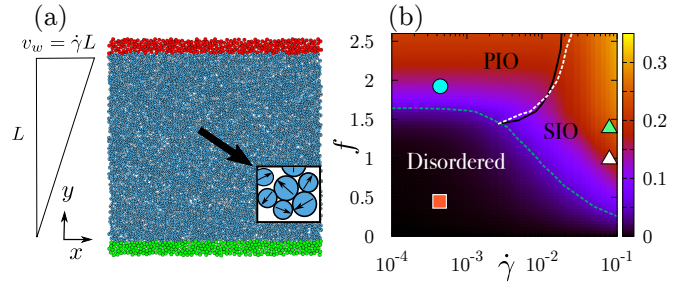 (a)
v_w = γ̇L
L
y
x
(b)
f
2.5
2
1.5
1
0.5
0
PIO
SIO
Disordered
10⁻⁴
10⁻³
10⁻²
10⁻¹
γ̇
0.3
0.2
0.1
0